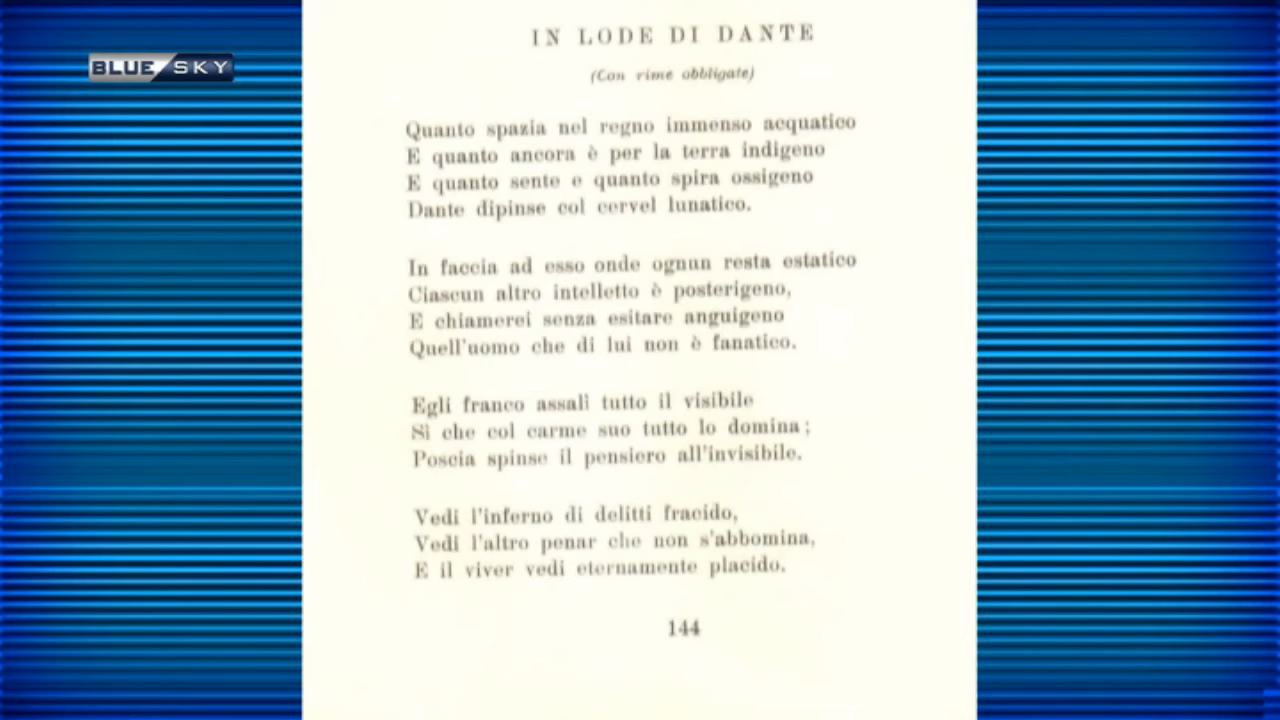 BLUE SKY
IN LODE DI DANTE
(Con rime obbligate)
Quanto spazia nel regno immenso acquatico
E quanto ancora è per la terra indigeno
E quanto sente e quanto spira ossigeno
Dante dipinse col cervel lunatico.
In faccia ad esso onde ognun resta estatico
Ciascun altro intelletto è posterigeno,
E chiamerei senza esitare anguigeno
Quell'uomo che di lui non è fanatico.
Egli franco assalì tutto il visibile
Sì che col carme suo tutto lo domina;
Poscia spinse il pensiero all'invisibile.
Vedi l'inferno di delitti fracido,
Vedi l'altro penar che non s'abbomina,
E il viver vedi eternamente placido.
144